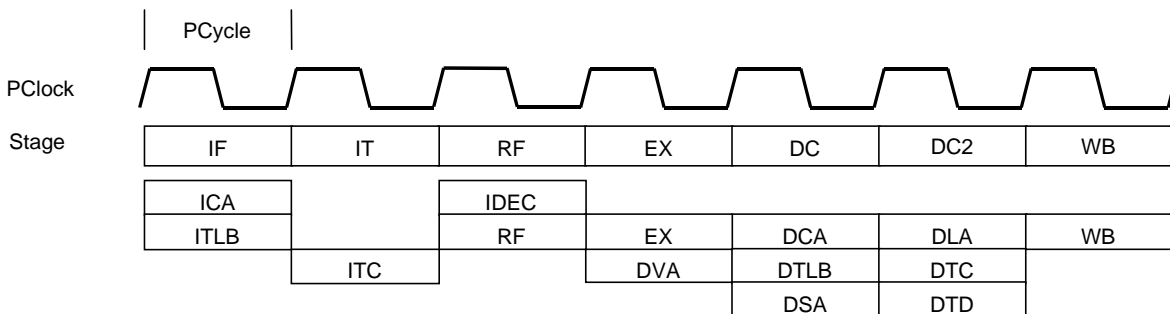 PCycle
PClock
Stage IF IT RF EX DC DC2 WB
ICA IDEC
ITLB RF EX DCA DLA WB
ITC DVA DTLB DTC
DSA DTD